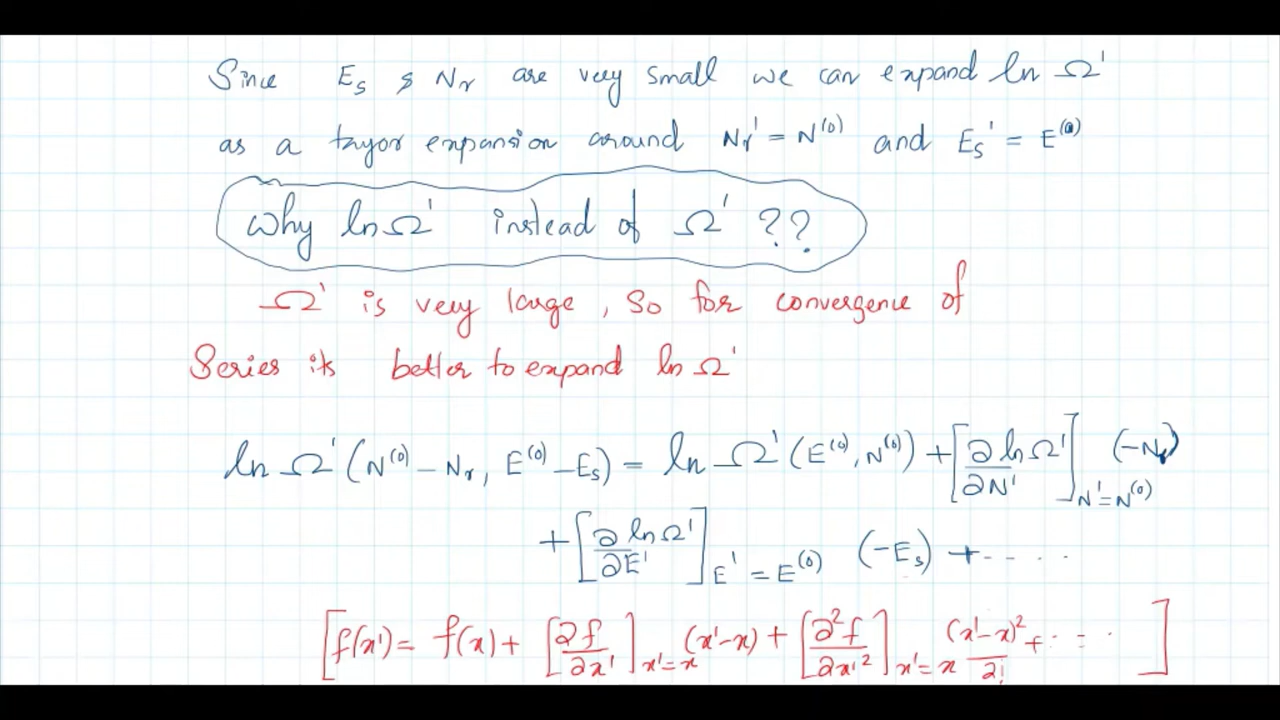 Since Es & Nr are very small we can expand ln Ω'
as a tayor expansion around Nr' = N⁽⁰⁾ and Es' = E⁽⁰⁾
Why ln Ω' instead of Ω' ??
Ω' is very large, So for convergence of
Series its better to expand ln Ω'
ln Ω' (N⁽⁰⁾ - Nr, E⁽⁰⁾ - Es) = ln Ω' (E⁽⁰⁾, N⁽⁰⁾) + [∂ ln Ω' / ∂N']_{N'=N⁽⁰⁾} (-Nr)
+ [∂ ln Ω' / ∂E']_{E'=E⁽⁰⁾} (-Es) + ......
[f(x') = f(x) + [∂f/∂x']_{x'=x} (x'-x) + [∂²f/∂x'²]_{x'=x} (x'-x)²/2! + ....]